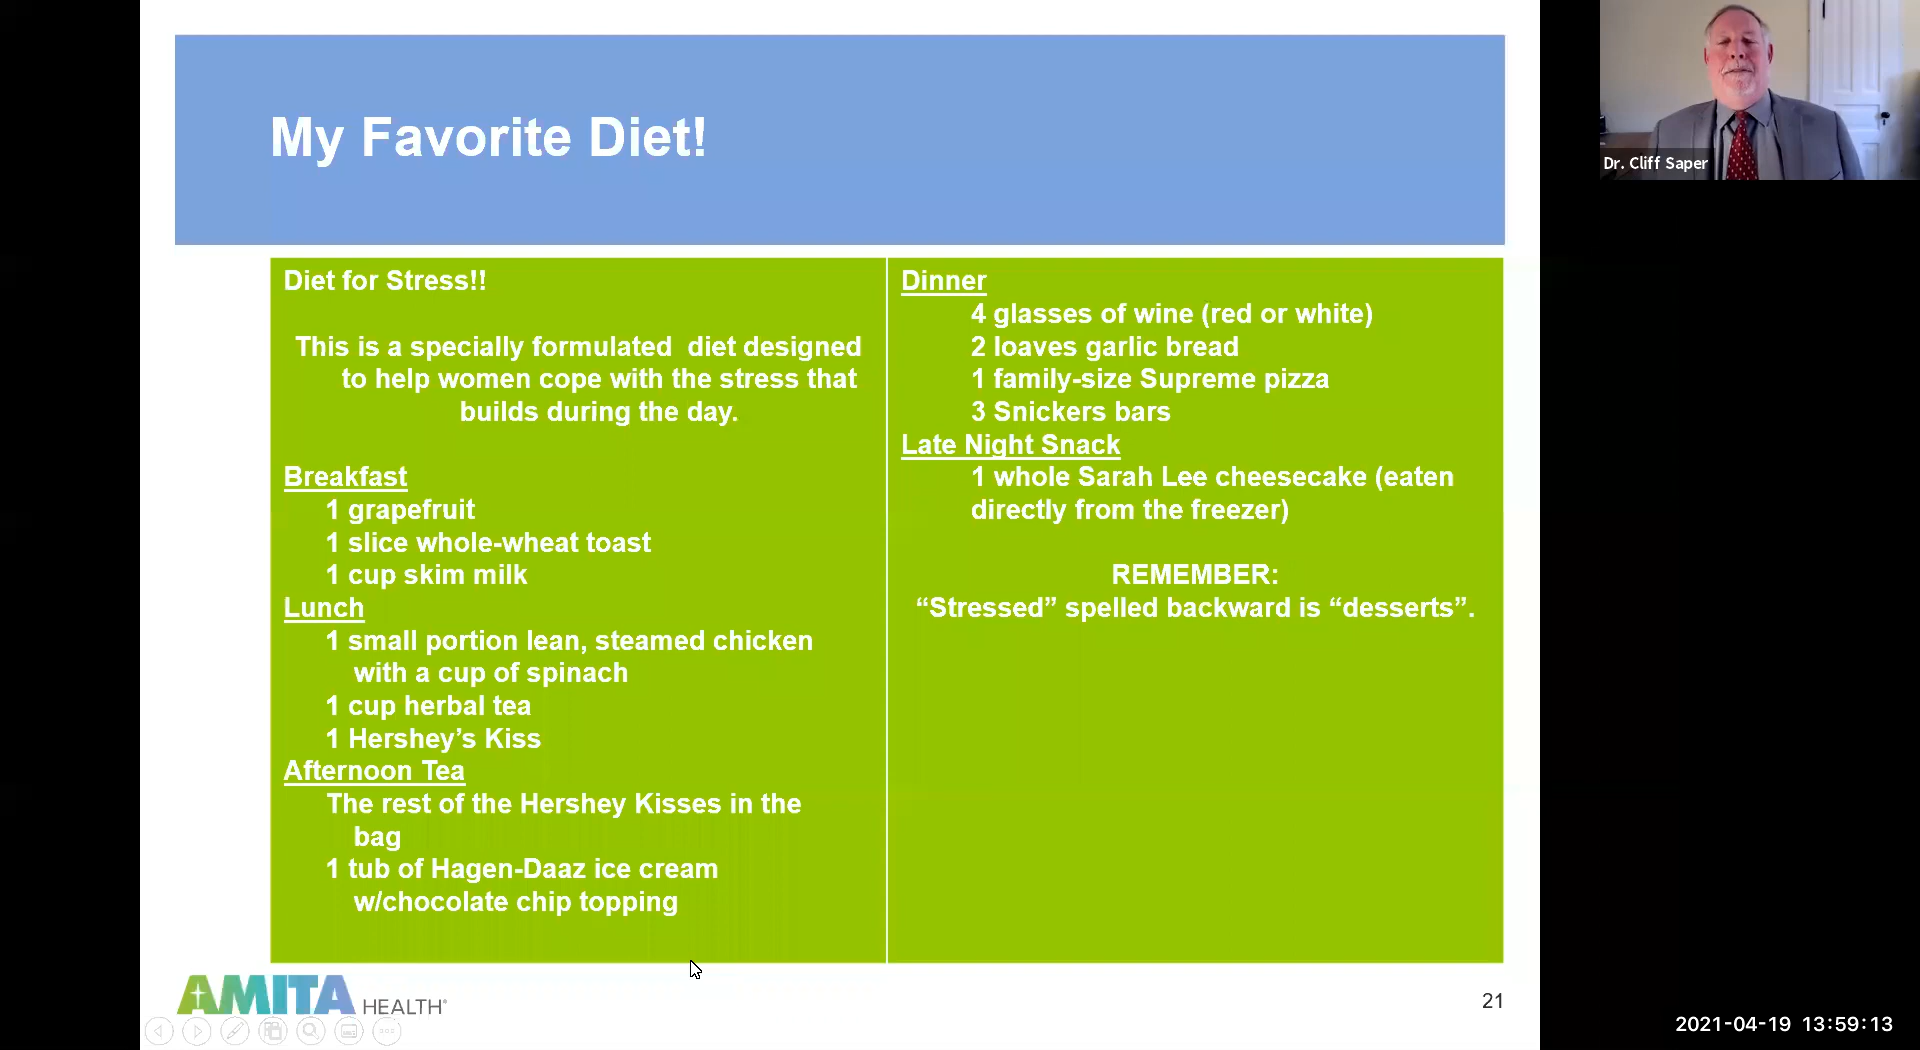 My Favorite Diet!
Dr. Cliff Saper
Diet for Stress!!
This is a specially formulated diet designed
to help women cope with the stress that
builds during the day.
Breakfast
1 grapefruit
1 slice whole-wheat toast
1 cup skim milk
Lunch
1 small portion lean, steamed chicken
with a cup of spinach
1 cup herbal tea
1 Hershey’s Kiss
Afternoon Tea
The rest of the Hershey Kisses in the
bag
1 tub of Hagen-Daaz ice cream
w/chocolate chip topping
Dinner
4 glasses of wine (red or white)
2 loaves garlic bread
1 family-size Supreme pizza
3 Snickers bars
Late Night Snack
1 whole Sarah Lee cheesecake (eaten
directly from the freezer)
REMEMBER:
“Stressed” spelled backward is “desserts”.
AMITA HEALTH®
21
2021-04-19 13:59:13